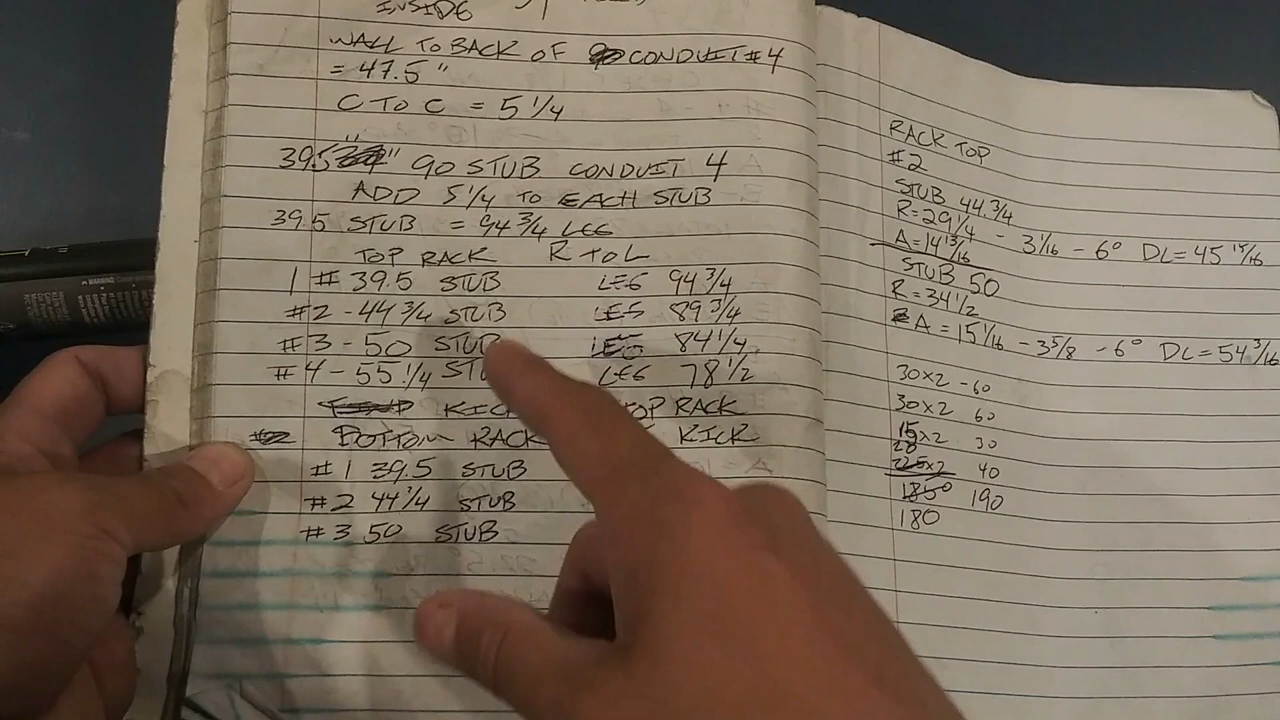 INSIDE
WALL TO BACK OF CONDUIT #4
= 47.5"
C TO C = 5 1/4
39.5" 90 STUB CONDUIT 4
ADD 5 1/4 TO EACH STUB
39.5 STUB = 94 3/4 LEG
TOP RACK R TO L
1 # 39.5 STUB LEG 94 3/4
#2 - 44 3/4 STUB LEG 89 3/4
#3 - 50 STUB LEG 84 1/4
#4 - 55 1/4 LEG 78 1/2
TOP RACK
BOTTOM RACK KICK
#1 39.5 STUB
#2 44 3/4 STUB
#3 50 STUB
WARNING
RACK TOP
#2
STUB 44.3/4
R=29 1/4 - 3 1/16 - 6° DL = 45 15/16
A=14 13/16
STUB 50
R=34 1/2
A = 15 1/16 - 3 5/8 - 6° DL = 54 3/16
30x2 - 60
30x2 60
15x2 30
40
190
180